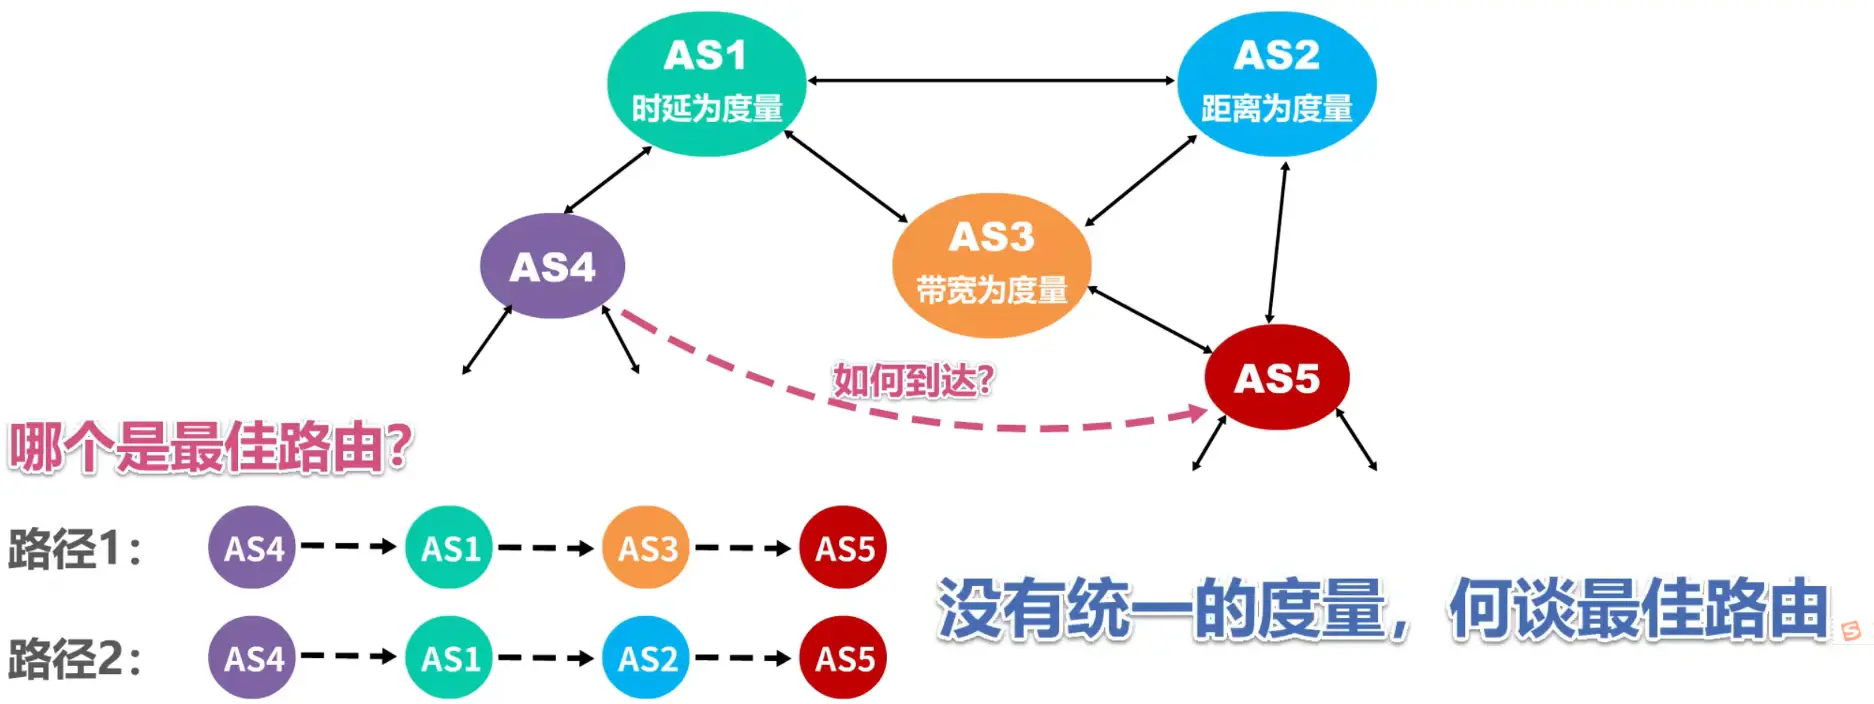 AS1
时延为度量
AS2
距离为度量
AS3
带宽为度量
AS4
AS5
如何到达?
哪个是最佳路由?
路径1：
AS4
AS1
AS3
AS5
路径2：
AS4
AS1
AS2
AS5
没有统一的度量，何谈最佳路由
S